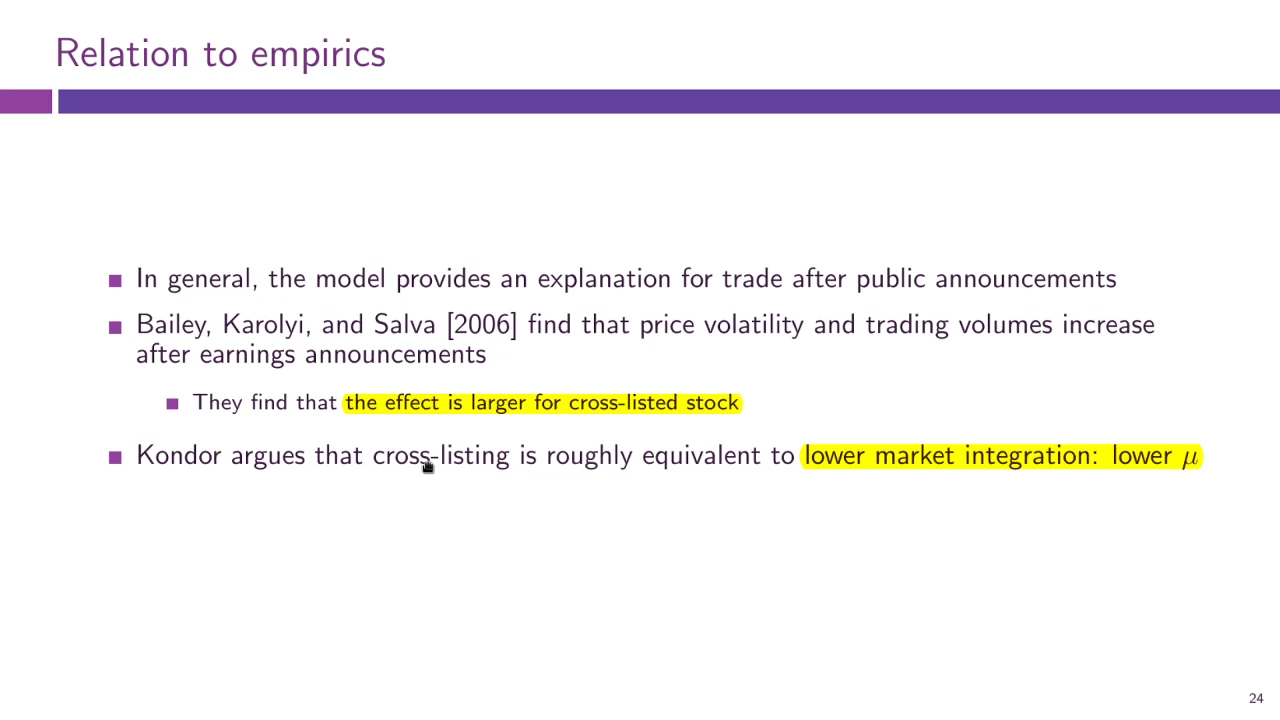 Relation to empirics
In general, the model provides an explanation for trade after public announcements
Bailey, Karolyi, and Salva [2006] find that price volatility and trading volumes increase
after earnings announcements
They find that the effect is larger for cross-listed stock
Kondor argues that cross-listing is roughly equivalent to lower market integration: lower μ
24